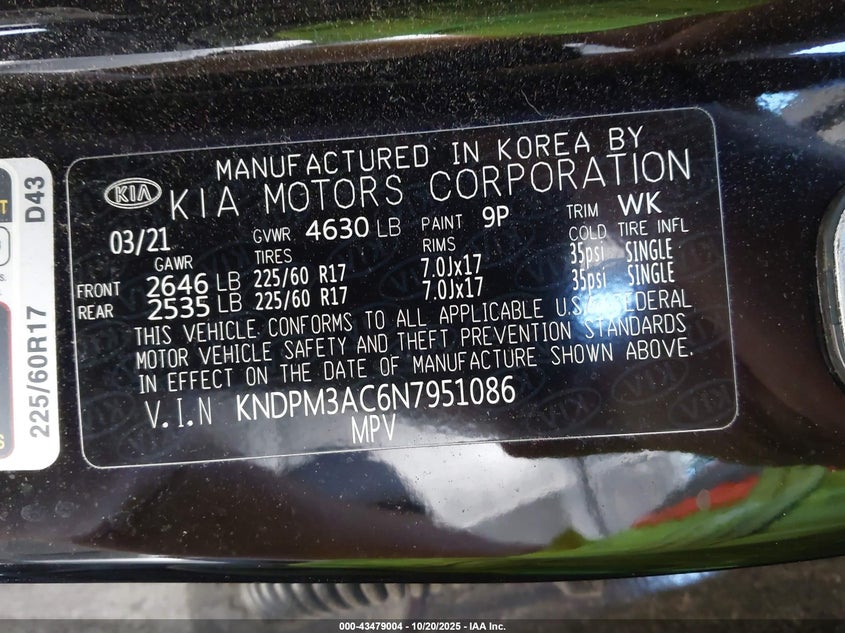 MANUFACTURED IN KOREA BY
KIA KIA MOTORS CORPORATION
03/21 GVWR 4630 LB PAINT 9P TRIM WK
GAWR TIRES RIMS COLD TIRE INFL
FRONT 2646 LB 225/60 R17 7.0Jx17 35psi SINGLE
REAR 2535 LB 225/60 R17 7.0Jx17 35psi SINGLE
THIS VEHICLE CONFORMS TO ALL APPLICABLE U.S.A FEDERAL
MOTOR VEHICLE SAFETY AND THEFT PREVENTION STANDARDS
IN EFFECT ON THE DATE OF MANUFACTURE SHOWN ABOVE.
V.I.N KNDPM3AC6N7951086
MPV
225/60R17 D43
000-43479004 - 10/20/2025 - IAA Inc.